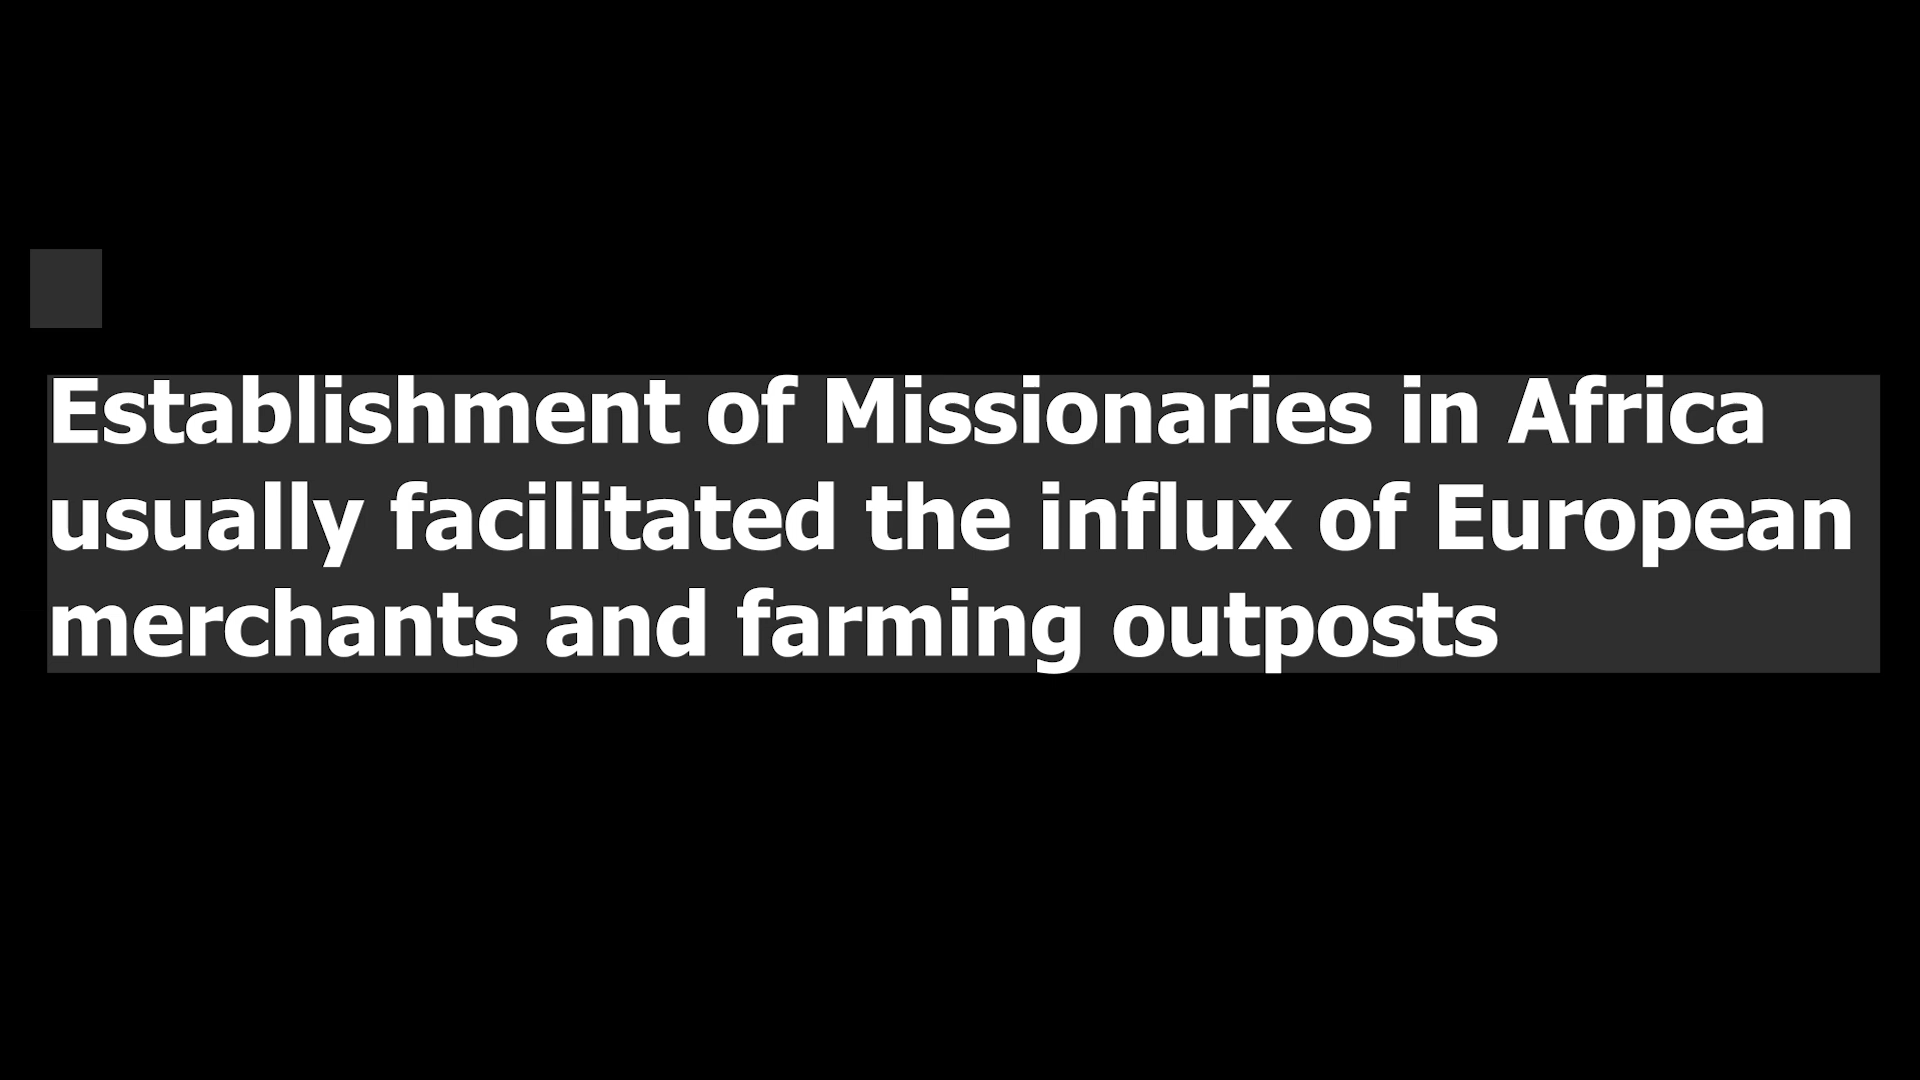 Establishment of Missionaries in Africa
usually facilitated the influx of European
merchants and farming outposts